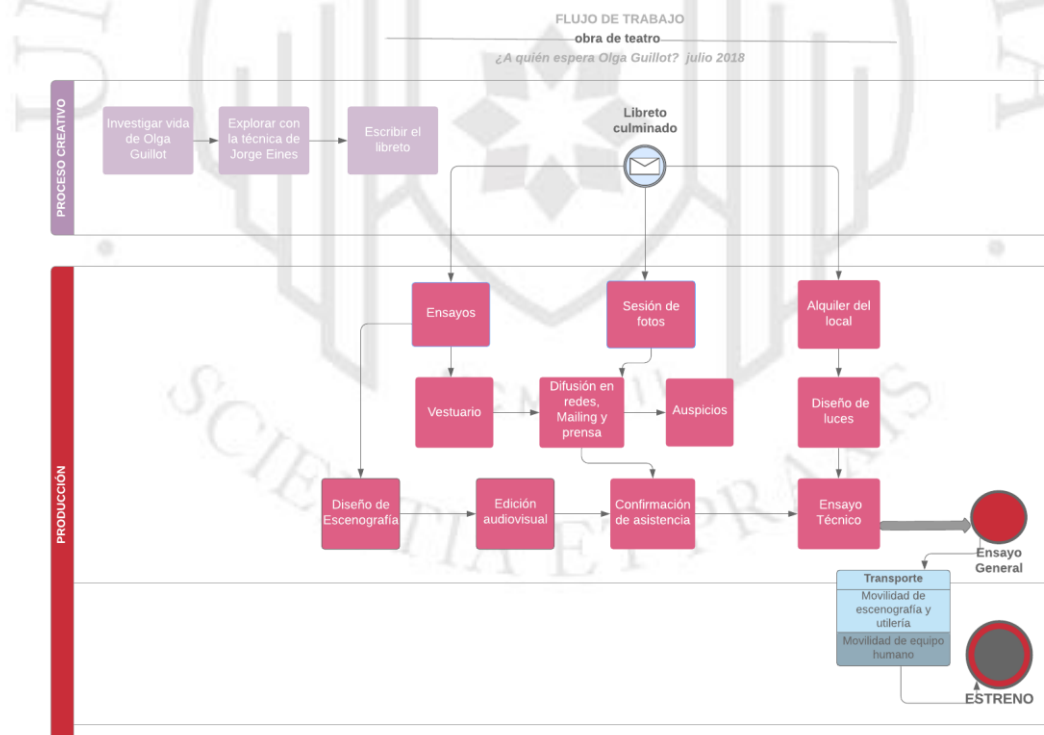 FLUJO DE TRABAJO
obra de teatro
¿A quién espera Olga Guillot? julio 2018
PROCESO CREATIVO
Investigar vida
de Olga
Guillot
Explorar con
la técnica de
Jorge Eines
Escribir el
libreto
Libreto
culminado
PRODUCCIÓN
Ensayos
Sesión de
fotos
Alquiler del
local
Vestuario
Difusión en
redes,
Mailing y
prensa
Auspicios
Diseño de
luces
Diseño de
Escenografía
Edición
audiovisual
Confirmación
de asistencia
Ensayo
Técnico
Ensayo
General
Transporte
Movilidad de
escenografía y
utilería
Movilidad de equipo
humano
ESTRENO
SCIENTIA ET PRAXIS